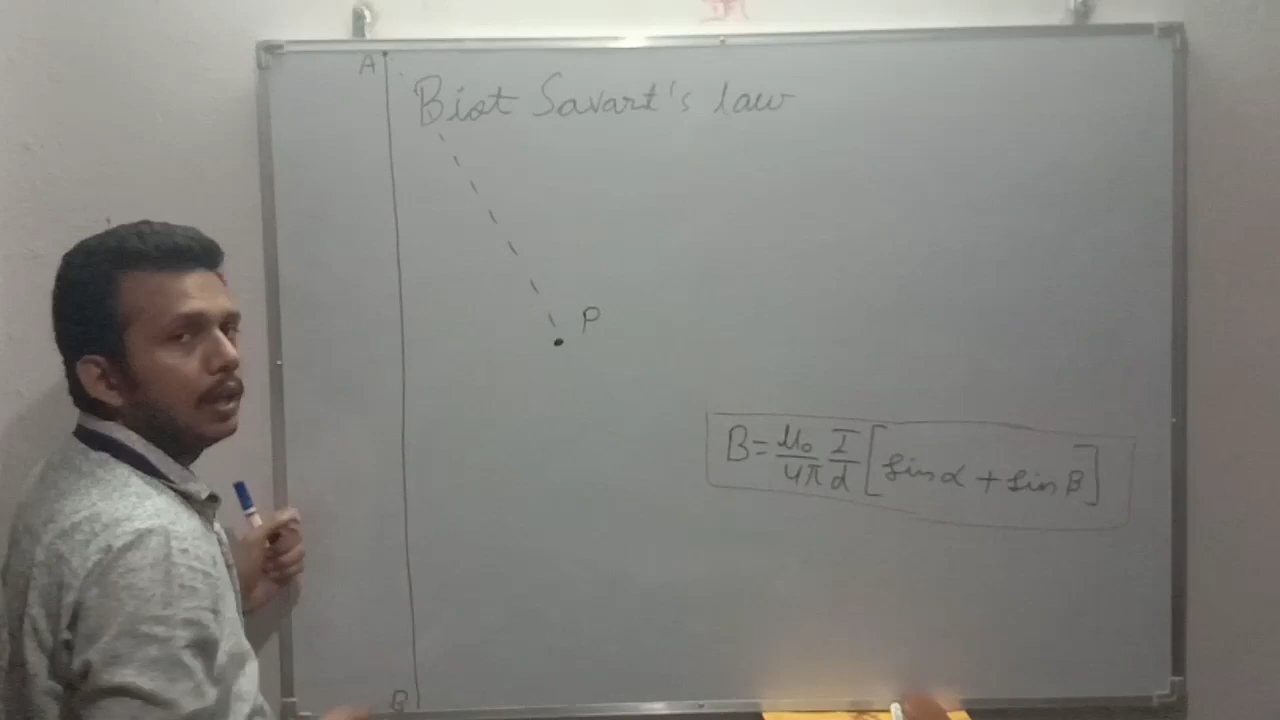 A
Biot Savart's law
P
B = μ₀/4π I/d [sin α + sin β]
B